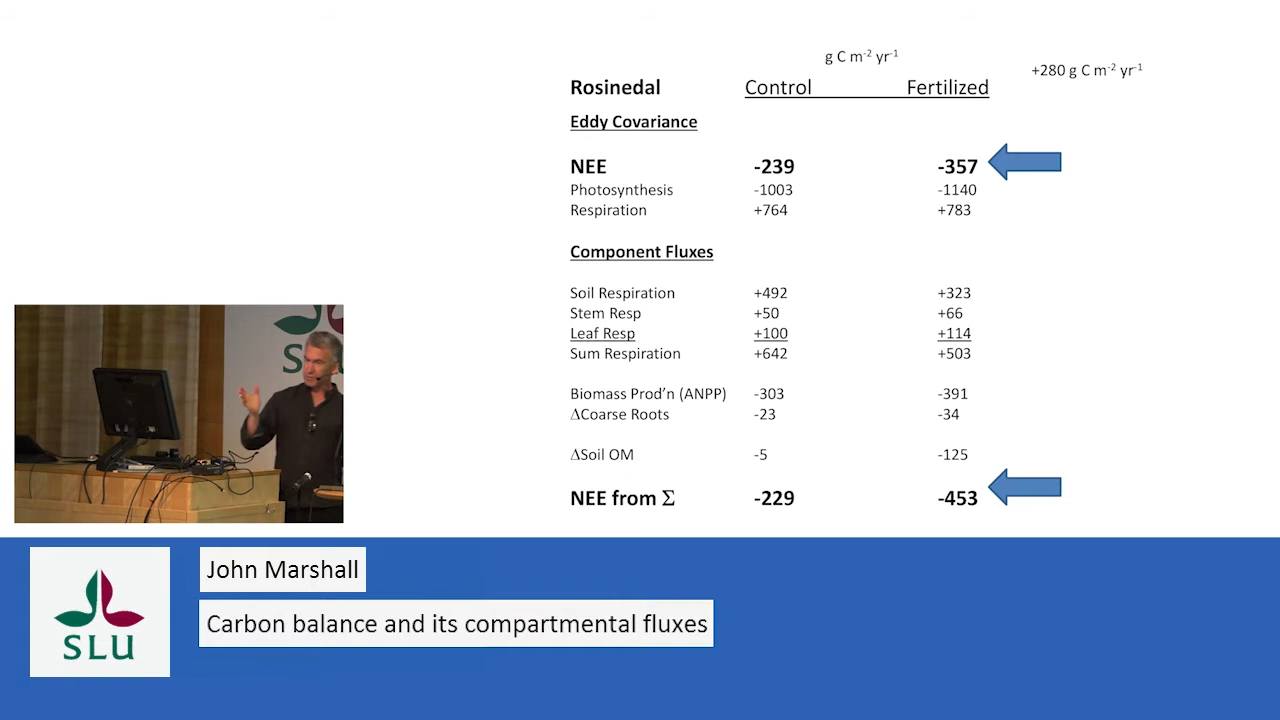 g C m-2 yr-1
+280 g C m-2 yr-1
Rosinedal Control Fertilized
Eddy Covariance
NEE -239 -357
Photosynthesis -1003 -1140
Respiration +764 +783
Component Fluxes
Soil Respiration +492 +323
Stem Resp +50 +66
Leaf Resp +100 +114
Sum Respiration +642 +503
Biomass Prod’n (ANPP) -303 -391
ΔCoarse Roots -23 -34
ΔSoil OM -5 -125
NEE from Σ -229 -453
John Marshall
Carbon balance and its compartmental fluxes
SLU